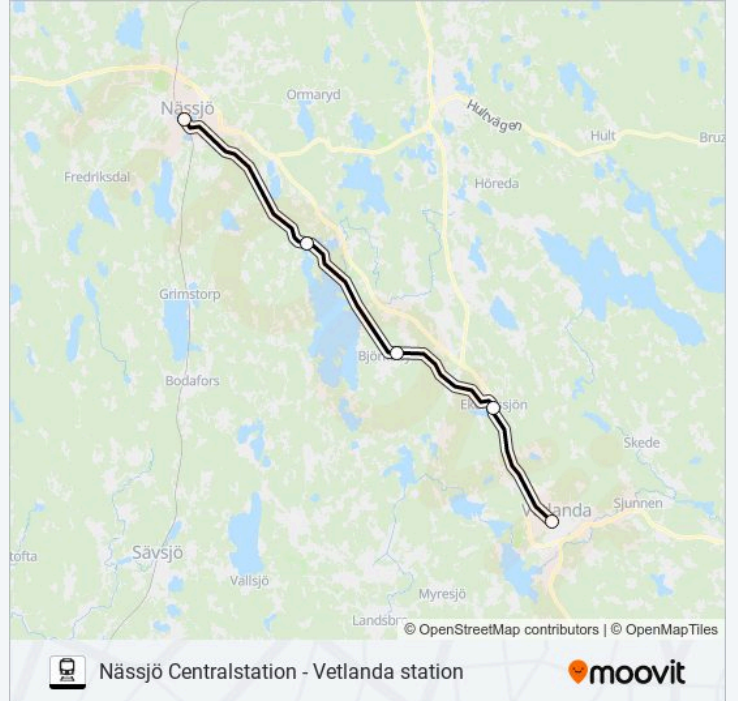 Nässjö
Ormaryd
Hultvägen
Hult
Fredriksdal
Höreda
Grimstorp
Bodafors
Skede
Sjunnen
Sävsjö
Vallsjö
Myresjö
© OpenStreetMap contributors | © OpenMapTiles
Nässjö Centralstation - Vetlanda station
moovit